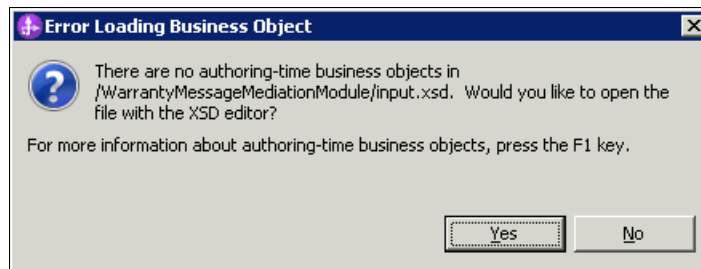 Error Loading Business Object
There are no authoring-time business objects in
/WarrantyMessageMediationModule/input.xsd. Would you like to open the
file with the XSD editor?
For more information about authoring-time business objects, press the F1 key.
Yes
No